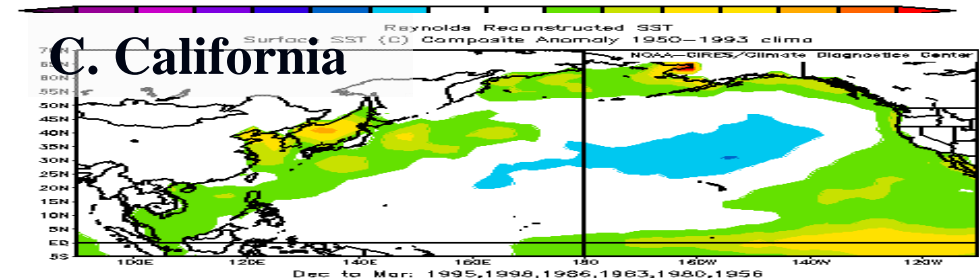 Reynolds Reconstructed SST
Surface SST (C) Composite Anomaly 1950-1993 clima
C. California
NOAA-CIRES/Climate Diagnostics Center
70N
60N
55N
50N
45N
40N
35N
30N
25N
20N
15N
10N
5N
EQ
5S
100E 120E 140E 160E 180 160W 140W 120W
Dec to Mar: 1995,1998,1986,1983,1980,1956